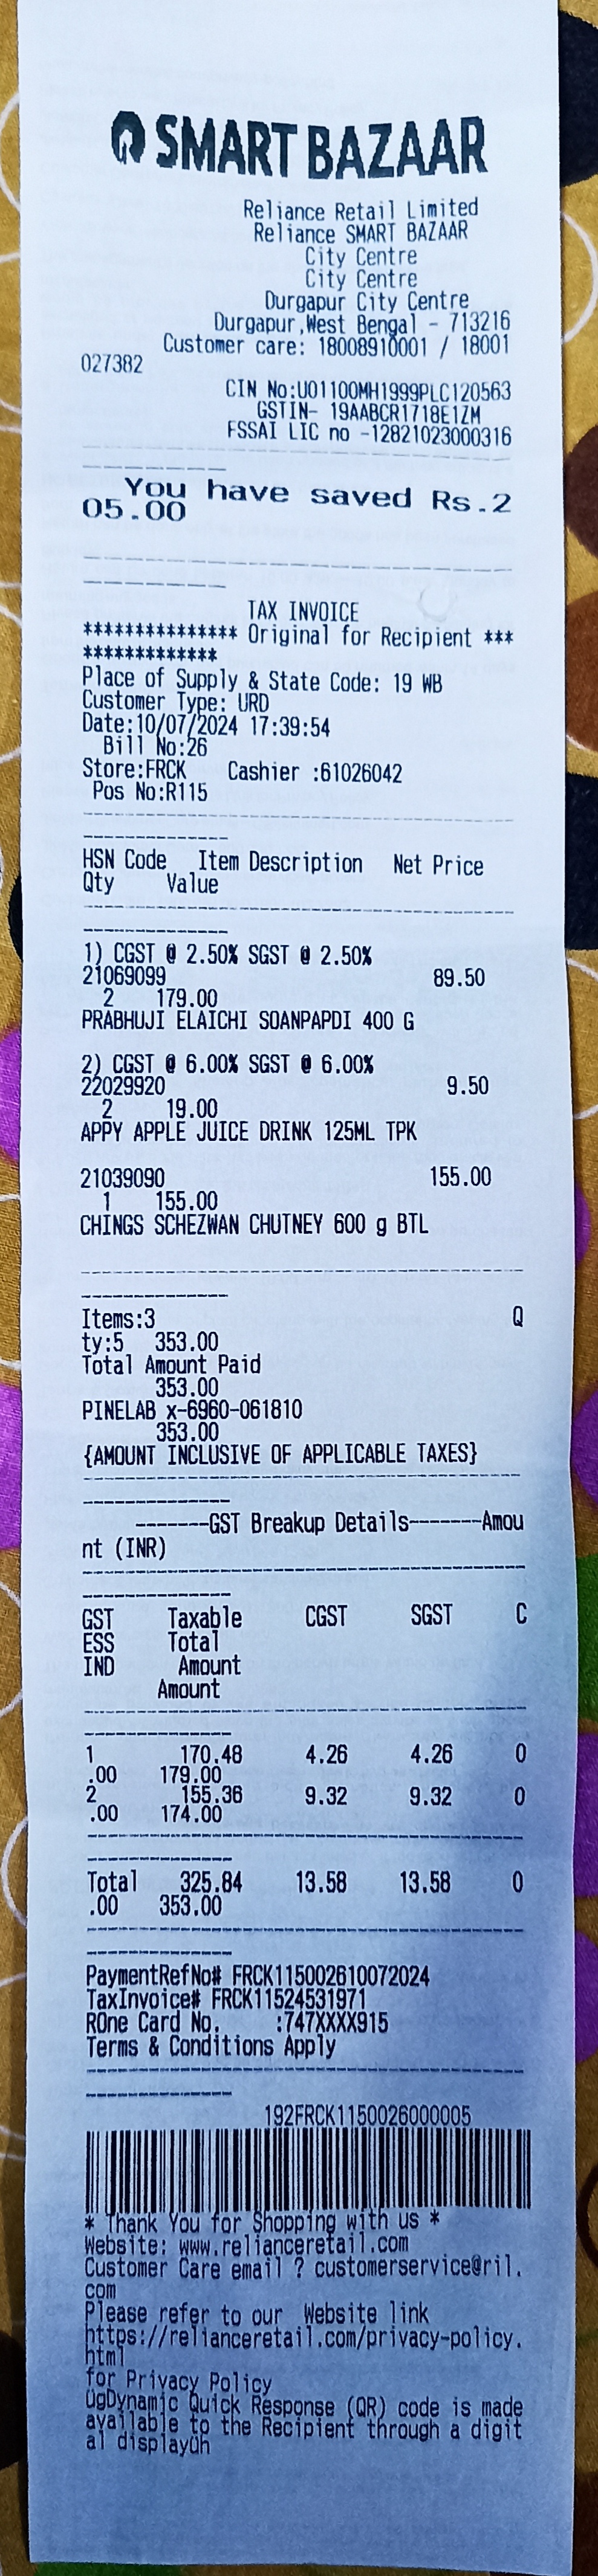 SMART BAZAAR
Reliance Retail Limited
Reliance SMART BAZAAR
City Centre
City Centre
Durgapur City Centre
Durgapur,West Bengal - 713216
Customer care: 18008910001 / 18001
027382
CIN No:U01100MH1999PLC120563
GSTIN- 19AABCR1718E1ZM
FSSAI LIC no -12821023000316
You have saved Rs.2
05.00
TAX INVOICE
*************** Original for Recipient ***
*************
Place of Supply & State Code: 19 WB
Customer Type: URD
Date:10/07/2024 17:39:54
Bill No:26
Store:FRCK Cashier :61026042
Pos No:R115
HSN Code Item Description Net Price
Qty Value
1) CGST @ 2.50% SGST @ 2.50%
21069099 89.50
2 179.00
PRABHUJI ELAICHI SOANPAPDI 400 G
2) CGST @ 6.00% SGST @ 6.00%
22029920 9.50
2 19.00
APPY APPLE JUICE DRINK 125ML TPK
21039090 155.00
1 155.00
CHINGS SCHEZWAN CHUTNEY 600 g BTL
Items:3 Q
ty:5 353.00
Total Amount Paid
353.00
PINELAB x-6960-061810
353.00
{AMOUNT INCLUSIVE OF APPLICABLE TAXES}
-------GST Breakup Details-------Amou
nt (INR)
GST Taxable CGST SGST C
ESS Total
IND Amount
Amount
1 170.48 4.26 4.26 0
.00 179.00
2 155.36 9.32 9.32 0
.00 174.00
Total 325.84 13.58 13.58 0
.00 353.00
PaymentRefNo# FRCK115002610072024
TaxInvoice# FRCK11524531971
ROne Card No. :747XXXX915
Terms & Conditions Apply
192FRCK1150026000005
* Thank You for Shopping with us *
Website: www.relianceretail.com
Customer Care email ? customerservice@ril.
com
Please refer to our Website link
https://relianceretail.com/privacy-policy.
html
for Privacy Policy
ÜgDynamic Quick Response (QR) code is made
available to the Recipient through a digit
al displayÜh